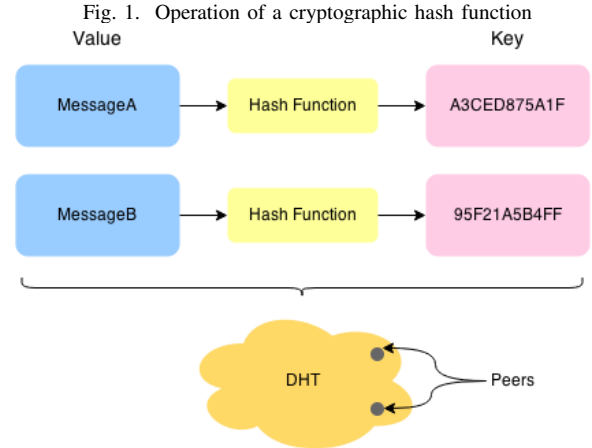 Fig. 1. Operation of a cryptographic hash function
Value Key
MessageA Hash Function A3CED875A1F
MessageB Hash Function 95F21A5B4FF
DHT Peers